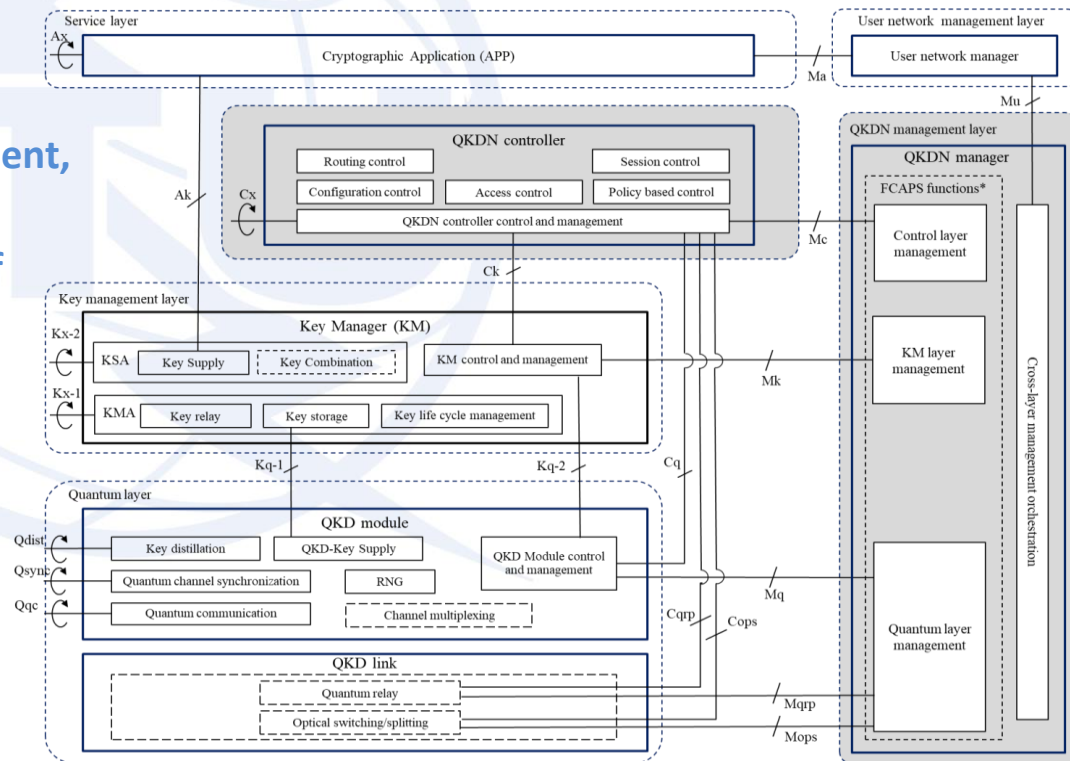 Service layer
User network management layer
Ax
Cryptographic Application (APP)
User network manager
Ma
Mu
QKDN management layer
QKDN controller
QKDN manager
ent,
Routing control
Session control
FCAPS functions*
Ak
Cx
Configuration control
Access control
Policy based control
QKDN controller control and management
Mc
Control layer
management
Ck
Key management layer
Key Manager (KM)
Kx-2
KSA
Key Supply
Key Combination
KM control and management
Mk
KM layer
management
Kx-1
KMA
Key relay
Key storage
Key life cycle management
Cross-layer management orchestration
Kq-1
Kq-2
Cq
Quantum layer
QKD module
Qdist
Key distillation
QKD-Key Supply
QKD Module control
and management
Qsync
Quantum channel synchronization
RNG
Mq
Qqc
Quantum communication
Channel multiplexing
Cqrp
Cops
Quantum layer
management
QKD link
Quantum relay
Mqrp
Optical switching/splitting
Mops